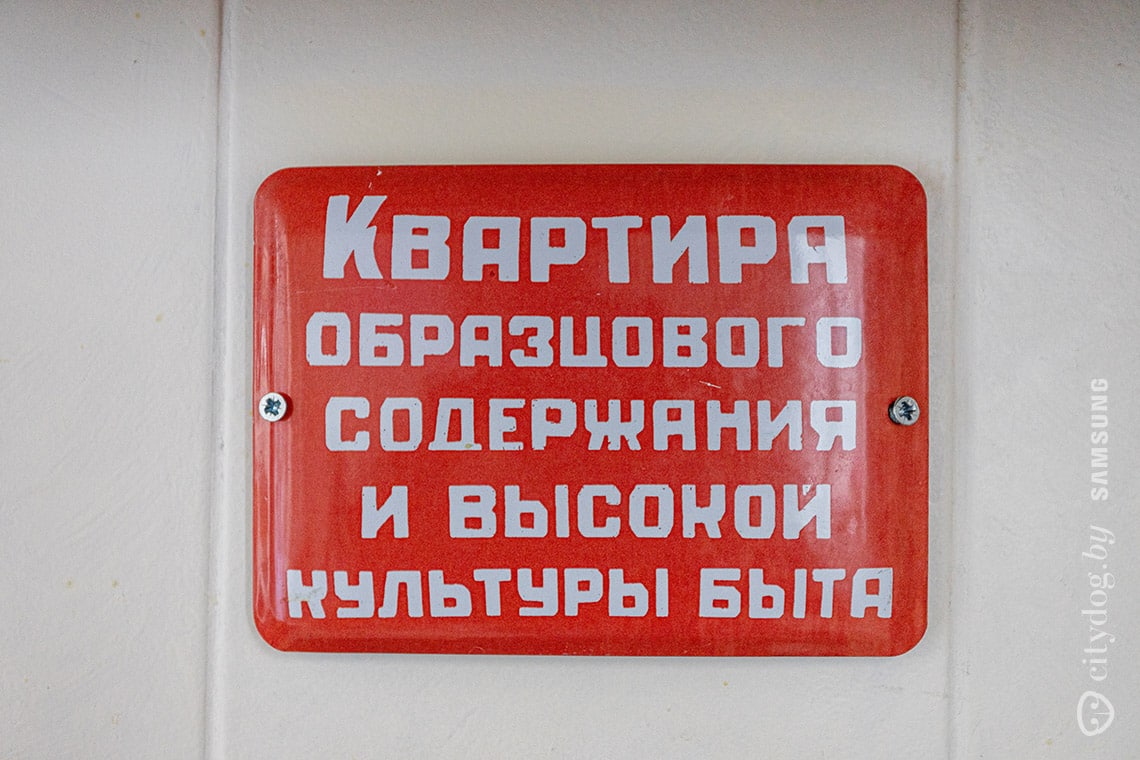 Квартира
образцового
содержания
и высокой
культуры быта
citydog.by SAMSUNG